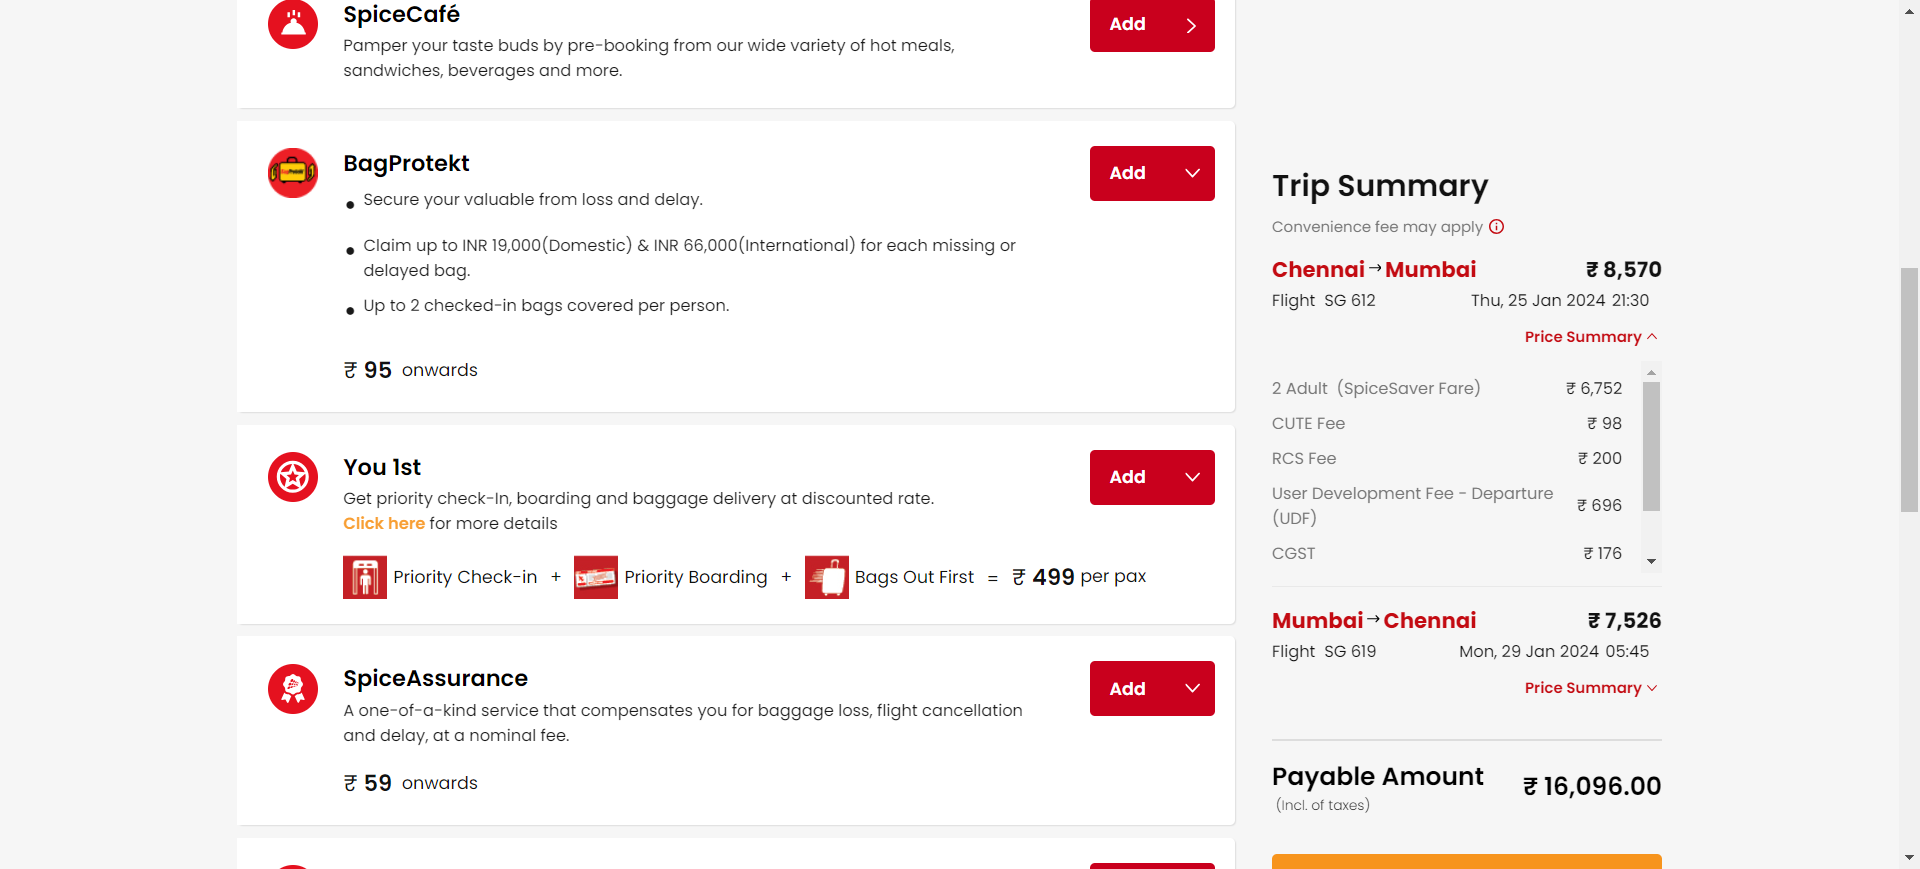 SpiceCafé
Pamper your taste buds by pre-booking from our wide variety of hot meals,
sandwiches, beverages and more.
Add
BagProtekt
Secure your valuable from loss and delay.
Claim up to INR 19,000(Domestic) & INR 66,000(International) for each missing or
delayed bag.
Up to 2 checked-in bags covered per person.
₹ 95 onwards
Add
You 1st
Get priority check-In, boarding and baggage delivery at discounted rate.
Click here for more details
Priority Check-in + Priority Boarding + Bags Out First = ₹ 499 per pax
Add
SpiceAssurance
A one-of-a-kind service that compensates you for baggage loss, flight cancellation
and delay, at a nominal fee.
₹ 59 onwards
Add
Trip Summary
Convenience fee may apply
Chennai → Mumbai ₹ 8,570
Flight SG 612 Thu, 25 Jan 2024 21:30
Price Summary
2 Adult (SpiceSaver Fare) ₹ 6,752
CUTE Fee ₹ 98
RCS Fee ₹ 200
User Development Fee - Departure
(UDF) ₹ 696
CGST ₹ 176
Mumbai → Chennai ₹ 7,526
Flight SG 619 Mon, 29 Jan 2024 05:45
Price Summary
Payable Amount ₹ 16,096.00
(Incl. of taxes)